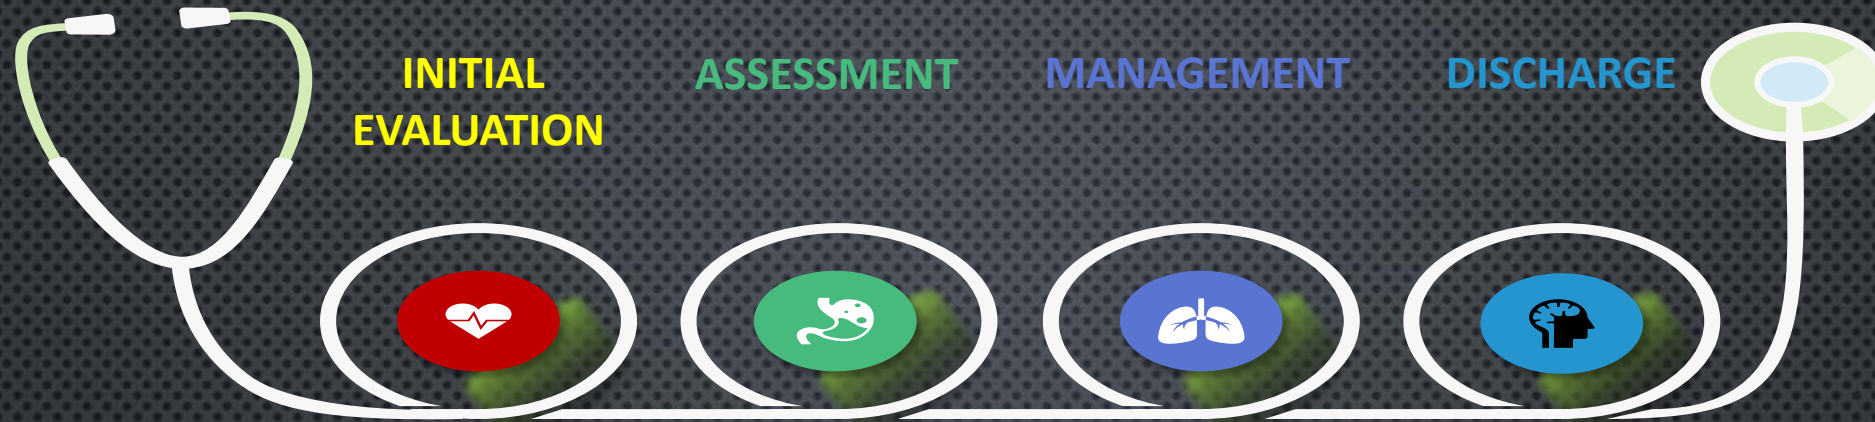 INITIAL
EVALUATION
ASSESSMENT
MANAGEMENT
DISCHARGE